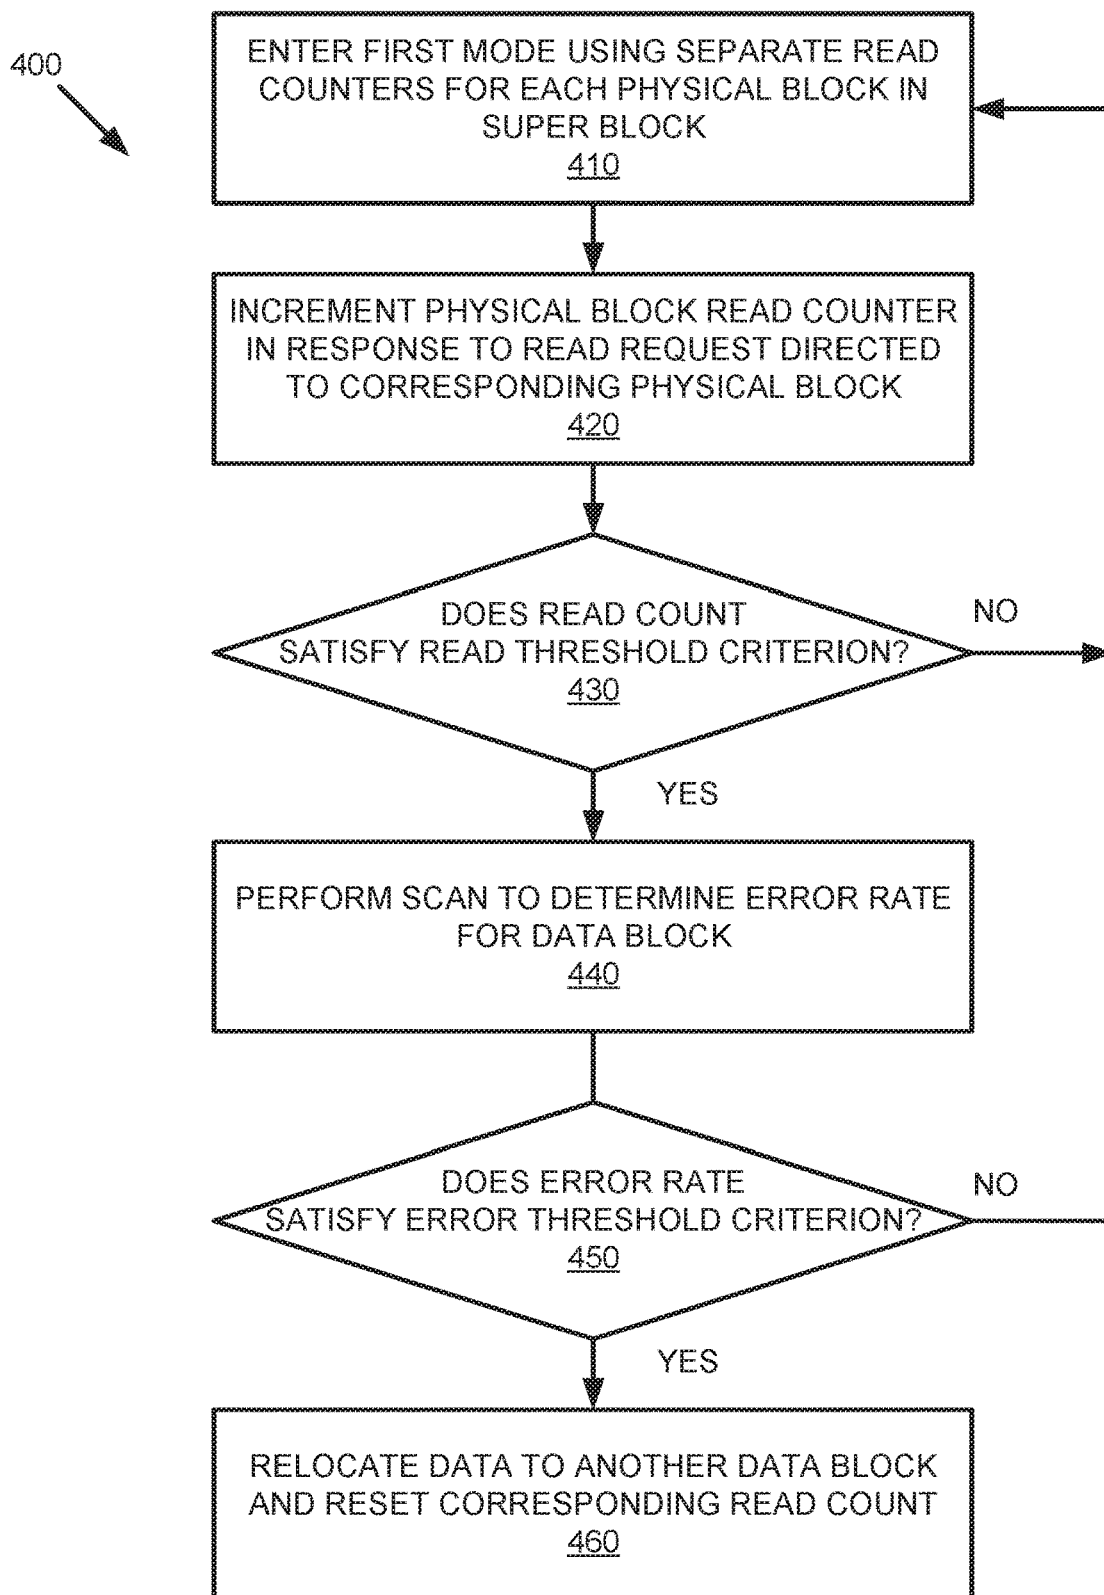 400
ENTER FIRST MODE USING SEPARATE READ
COUNTERS FOR EACH PHYSICAL BLOCK IN
SUPER BLOCK
410
INCREMENT PHYSICAL BLOCK READ COUNTER
IN RESPONSE TO READ REQUEST DIRECTED
TO CORRESPONDING PHYSICAL BLOCK
420
DOES READ COUNT
SATISFY READ THRESHOLD CRITERION?
430
NO
YES
PERFORM SCAN TO DETERMINE ERROR RATE
FOR DATA BLOCK
440
DOES ERROR RATE
SATISFY ERROR THRESHOLD CRITERION?
450
NO
YES
RELOCATE DATA TO ANOTHER DATA BLOCK
AND RESET CORRESPONDING READ COUNT
460